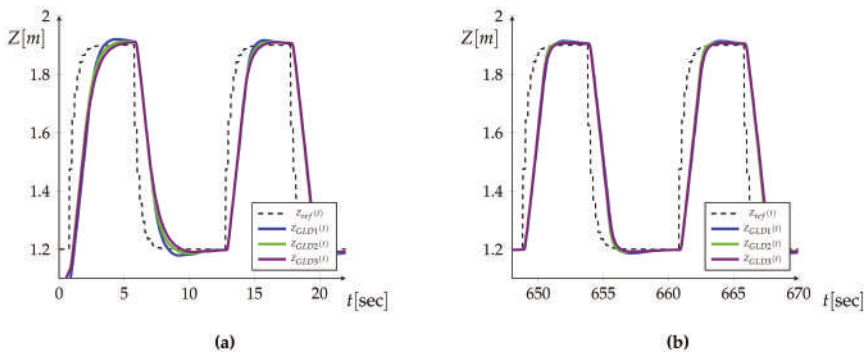 Z[m]
2
1.8
1.6
1.4
1.2
0 5 10 15 20
t[sec]
Z_ref(t)
Z_GLD1(t)
Z_GLD2(t)
Z_GLD3(t)
(a)
Z[m]
2
1.8
1.6
1.4
1.2
650 655 660 665 670
t[sec]
Z_ref(t)
Z_GLD1(t)
Z_GLD2(t)
Z_GLD3(t)
(b)